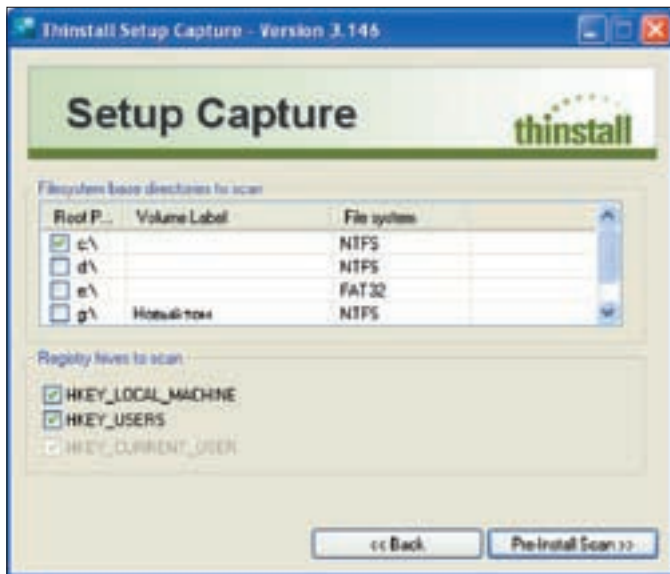 Thinstall Setup Capture - Version 3.146
Setup Capture
thinstall
Filesystem base directories to scan
Root P... Volume Label File system
c:\ NTFS
d:\ NTFS
e:\ FAT32
g:\ Новый том NTFS
Registry hives to scan
HKEY_LOCAL_MACHINE
HKEY_USERS
HKEY_CURRENT_USER
<< Back Pre-Install Scan >>